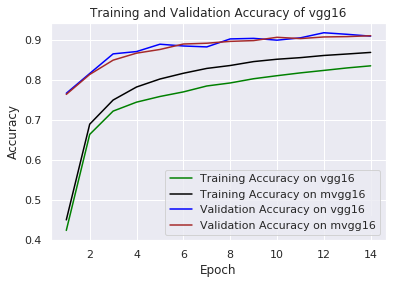 Training and Validation Accuracy of vgg16
Accuracy
0.9
0.8
0.7
0.6
0.5
0.4
Training Accuracy on vgg16
Training Accuracy on mvgg16
Validation Accuracy on vgg16
Validation Accuracy on mvgg16
2 4 6 8 10 12 14
Epoch